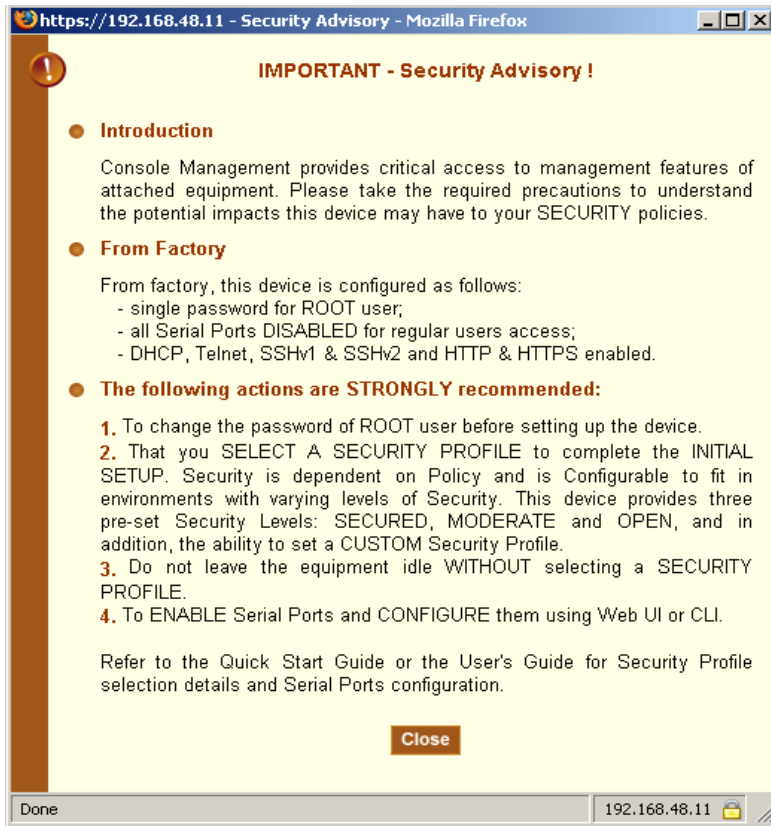 https://192.168.48.11 - Security Advisory - Mozilla Firefox
IMPORTANT - Security Advisory !
Introduction
Console Management provides critical access to management features of
attached equipment. Please take the required precautions to understand
the potential impacts this device may have to your SECURITY policies.
From Factory
From factory, this device is configured as follows:
- single password for ROOT user;
- all Serial Ports DISABLED for regular users access;
- DHCP, Telnet, SSHv1 & SSHv2 and HTTP & HTTPS enabled.
The following actions are STRONGLY recommended:
1. To change the password of ROOT user before setting up the device.
2. That you SELECT A SECURITY PROFILE to complete the INITIAL
SETUP. Security is dependent on Policy and is Configurable to fit in
environments with varying levels of Security. This device provides three
pre-set Security Levels: SECURED, MODERATE and OPEN, and in
addition, the ability to set a CUSTOM Security Profile.
3. Do not leave the equipment idle WITHOUT selecting a SECURITY
PROFILE.
4. To ENABLE Serial Ports and CONFIGURE them using Web UI or CLI.
Refer to the Quick Start Guide or the User's Guide for Security Profile
selection details and Serial Ports configuration.
Close
Done
192.168.48.11